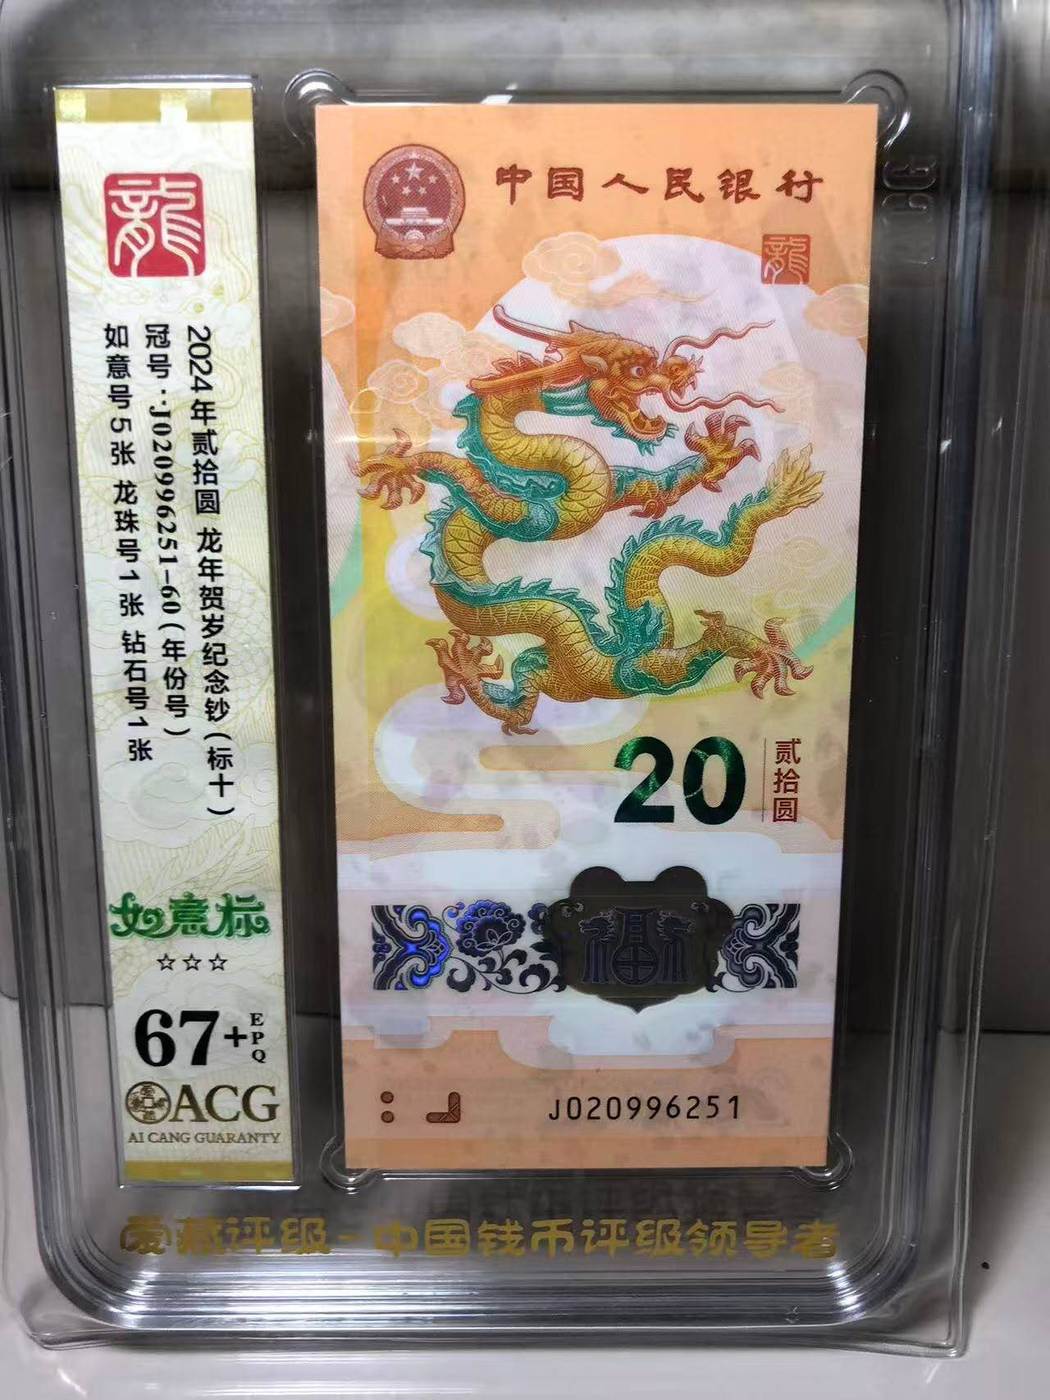 龍
2024年贰拾圆 龙年贺岁纪念钞(标十)
冠号:J020996251-60(年份号)
如意号5张 龙珠号1张 钻石号1张
如意标
☆☆☆
67+EPQ
ACG
AI CANG GUARANTY
中国人民银行
龍
20
贰拾圆
福
J020996251
爱藏评级-中国钱币评级领导者